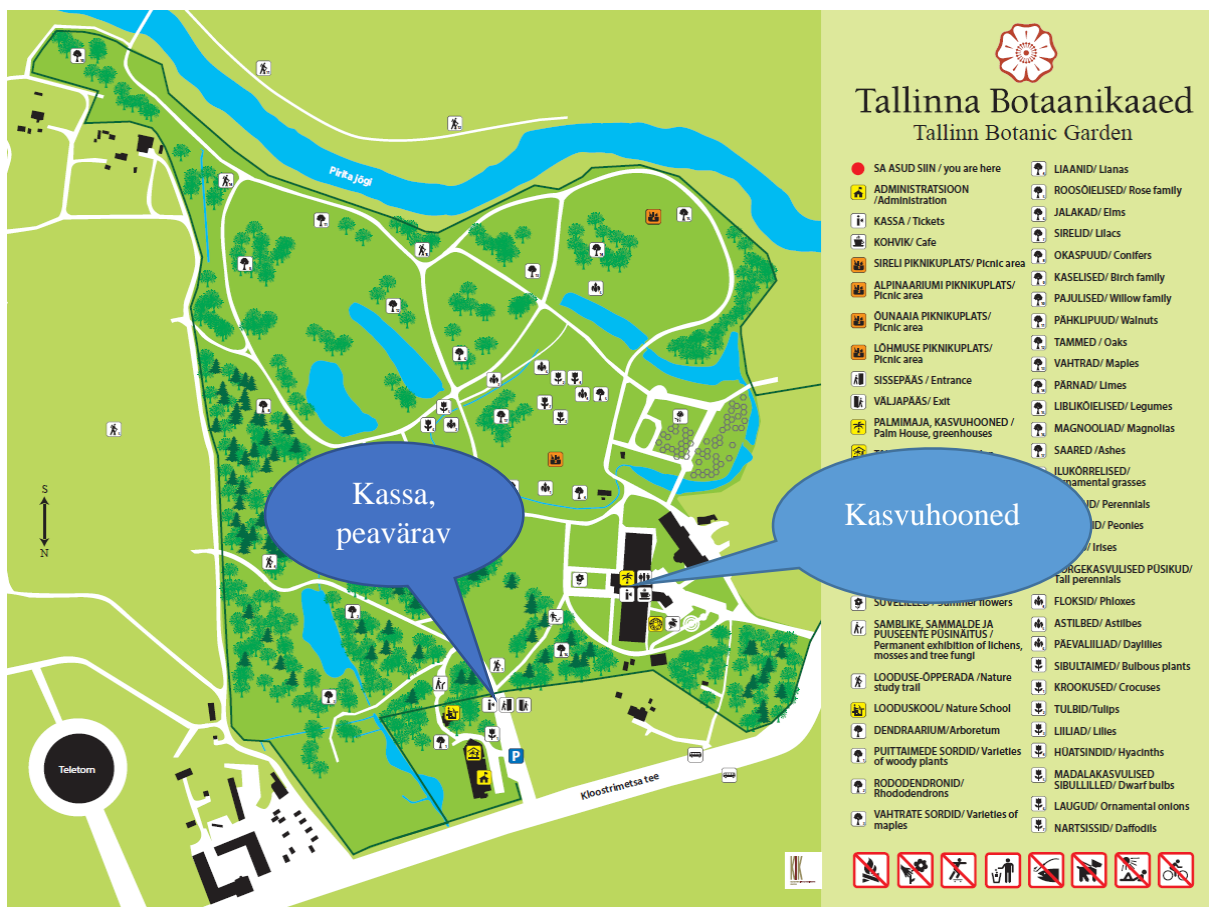 Tallinna Botaanikaaed
Tallinn Botanic Garden
SA ASUD SIIN / you are here
ADMINISTRATSIOON
/Administration
KASSA / Tickets
KOHVIK/ Cafe
SIRELI PIKNIKUPLATS/ Picnic area
ALPINAARIUMI PIKNIKUPLATS/
Picnic area
ÕUNAAIA PIKNIKUPLATS/
Picnic area
LÕHMUSE PIKNIKUPLATS/
Picnic area
SISSEPÄÄS / Entrance
VÄLJAPÄÄS/ Exit
PALMIMAJA, KASVUHOONED /
Palm House, greenhouses
SUVELILLED / Summer flowers
SAMBLIKE, SAMMALDE JA
PUUSEENTE PÜSINÄITUS /
Permanent exhibition of lichens,
mosses and tree fungi
LOODUSE-ÕPPERADA /Nature
study trail
LOODUSKOOL/ Nature School
DENDRAARIUM/Arboretum
PUITTAIMEDE SORDID/ Varieties
of woody plants
RODODENDRONID/
Rhododendrons
VAHTRATE SORDID/ Varieties of
maples
LIAANID/ Lianas
ROOSÕIELISED/ Rose family
JALAKAD/ Elms
SIRELID/ Lilacs
OKASPUUD/ Conifers
KASELISED/ Birch family
PAJULISED/ Willow family
PÄHKLIPUUD/ Walnuts
TAMMED / Oaks
VAHTRAD/ Maples
PÄRNAD/ Limes
LIBLIKÕIELISED/ Legumes
MAGNOOLIAD/ Magnolias
SAARED /Ashes
ILUKÕRRELISED/
grasses
Perennials
Peonies
Irises
PÜSIKUD/
Tall perennials
FLOKSID/ Phloxes
ASTILBED/ Astilbes
PÄEVALIILIAD/ Daylilies
SIBULTAIMED/ Bulbous plants
KROOKUSED/ Crocuses
TULBID/Tulips
LIILIAD/ Lilies
HÜATSINDID/ Hyacinths
MADALAKASVULISED
SIBULLILLED/ Dwarf bulbs
LAUGUD/ Ornamental onions
NARTSISSID/ Daffodils
Pirita jõgi
S
N
Kassa,
peavärav
Kasvuhooned
P
Teletorn
Kloostrimetsa tee